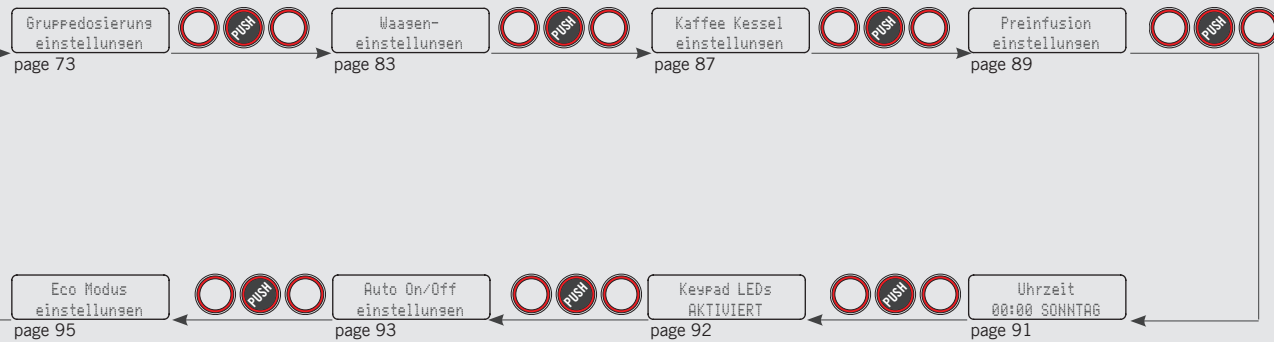 Gruppedosierung
einstellungen
page 73
PUSH
Waagen-
einstellungen
page 83
PUSH
Kaffee Kessel
einstellungen
page 87
PUSH
Preinfusion
einstellungen
page 89
PUSH
Uhrzeit
00:00 SONNTAG
page 91
PUSH
Keypad LEDs
AKTIVIERT
page 92
PUSH
Auto On/Off
einstellungen
page 93
PUSH
Eco Modus
einstellungen
page 95